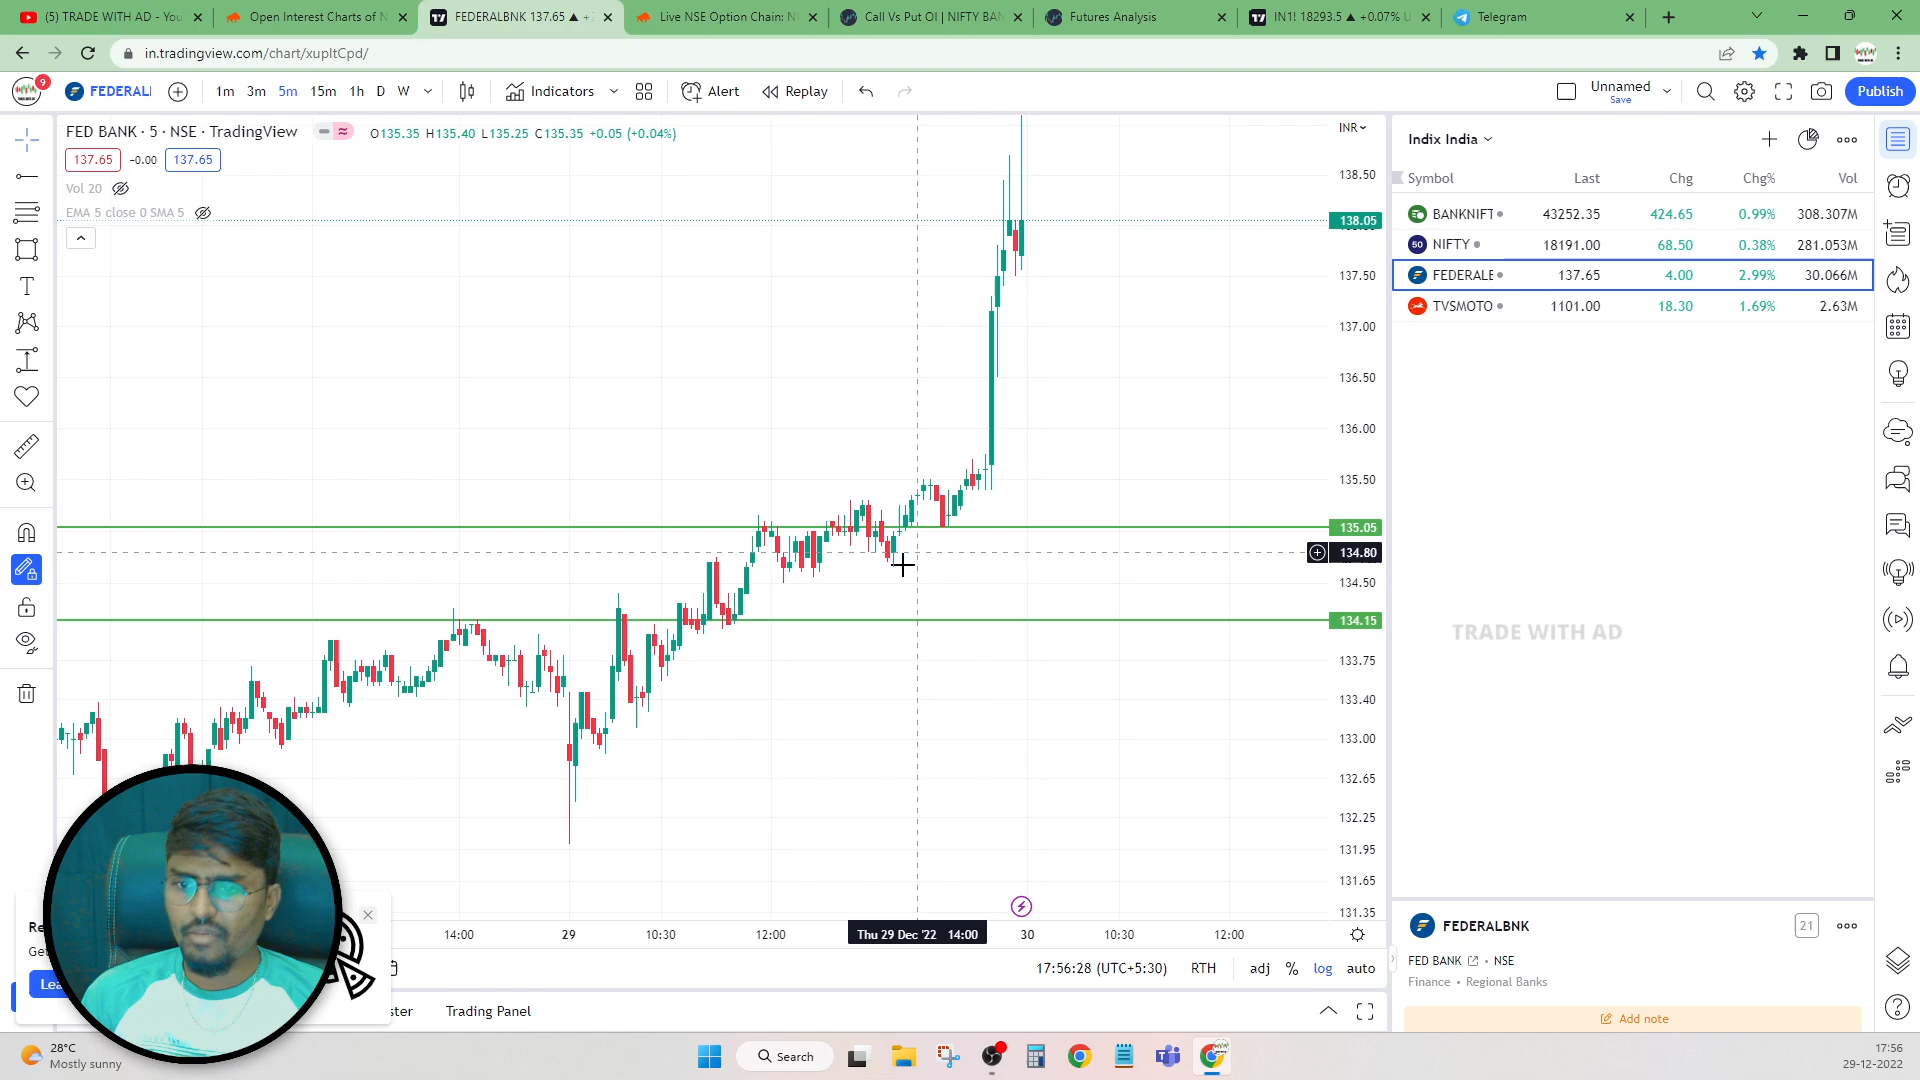 (5) TRADE WITH AD - You
Open Interest Charts of N
FEDERALBNK 137.65 ▲ +2
Live NSE Option Chain: N
Call Vs Put OI | NIFTY BAN
Futures Analysis
IN1! 18293.5 ▲ +0.07% U
Telegram
in.tradingview.com/chart/xupItCpd/
9
FEDERALI
1m 3m 5m 15m 1h D W
Indicators
Alert
Replay
Unnamed
Save
Publish
FED BANK · 5 · NSE · TradingView
O135.35 H135.40 L135.25 C135.35 +0.05 (+0.04%)
INR
137.65 -0.00 137.65
Vol 20
EMA 5 close 0 SMA 5
138.50
138.05
137.50
137.00
136.50
136.00
135.50
135.05
134.80
134.50
134.15
133.75
133.40
133.00
132.65
132.25
131.95
131.65
131.35
14:00 29 10:30 12:00 Thu 29 Dec '22 14:00 30 10:30 12:00
17:56:28 (UTC+5:30) RTH adj % log auto
ster Trading Panel
Re
Get
Lea
Indix India
Symbol Last Chg Chg% Vol
BANKNIFT 43252.35 424.65 0.99% 308.307M
50 NIFTY 18191.00 68.50 0.38% 281.053M
FEDERALE 137.65 4.00 2.99% 30.066M
TVSMOTO 1101.00 18.30 1.69% 2.63M
TRADE WITH AD
FEDERALBNK
21
FED BANK · NSE
Finance · Regional Banks
Add note
28°C
Mostly sunny
Search
17:56
29-12-2022